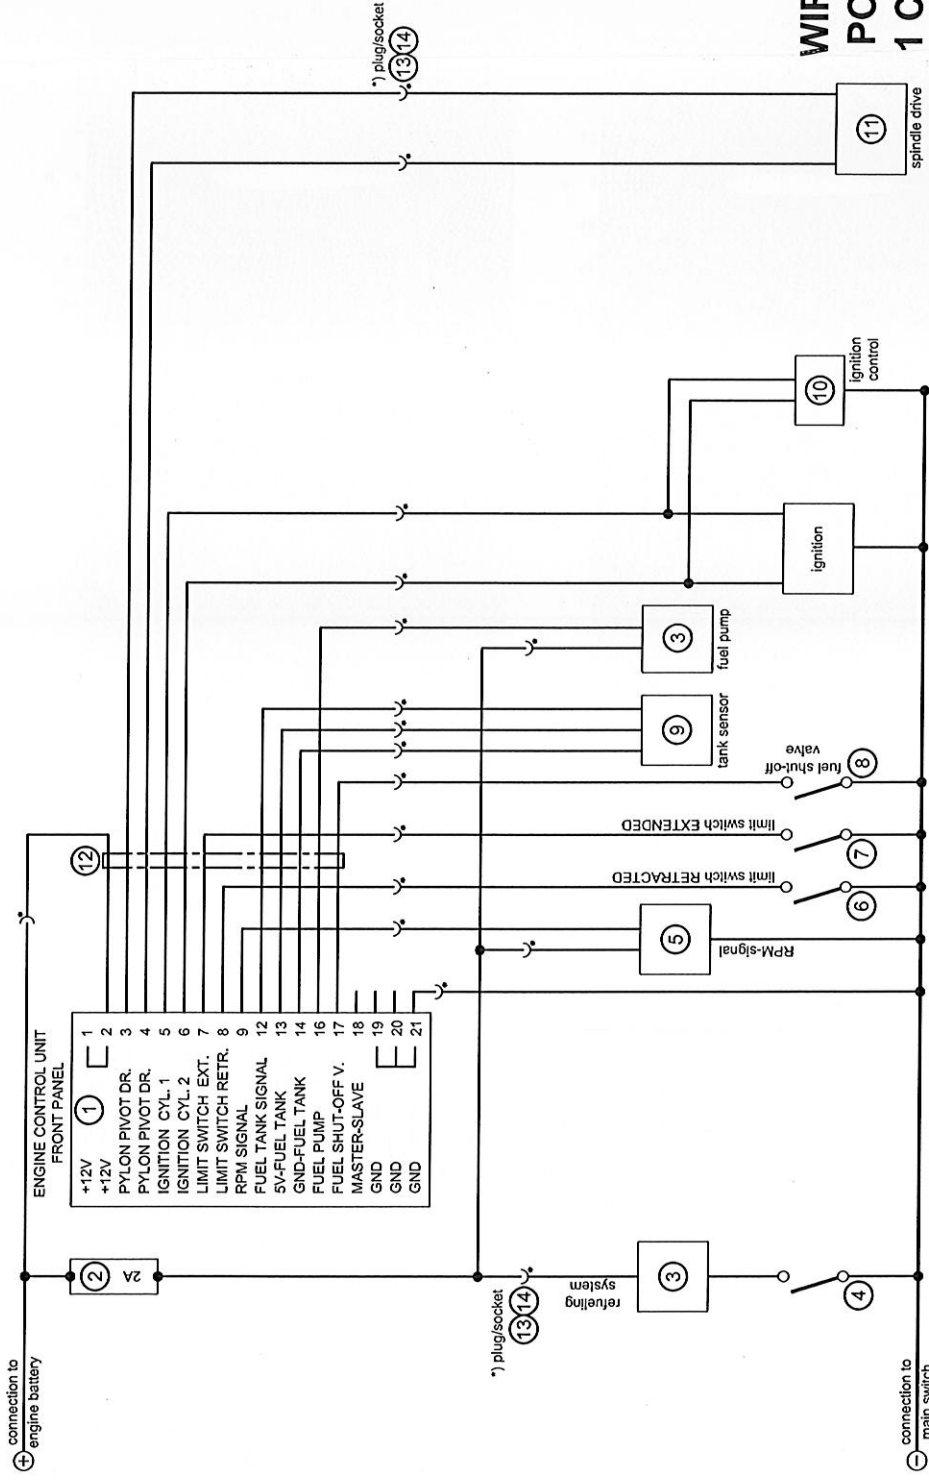 ⊕ connection to
engine battery
② 2A
ENGINE CONTROL UNIT
FRONT PANEL
①
+12V 1
+12V 2
PYLON PIVOT DR. 3
PYLON PIVOT DR. 4
IGNITION CYL. 1 5
IGNITION CYL. 2 6
LIMIT SWITCH EXT. 7
LIMIT SWITCH RETR. 8
RPM SIGNAL 9
FUEL TANK SIGNAL 12
5V-FUEL TANK 13
GND-FUEL TANK 14
FUEL PUMP 16
FUEL SHUT-OFF V. 17
MASTER-SLAVE 18
GND 19
GND 20
GND 21
⑫
*) plug/socket
⑬⑭
*) plug/socket
⑬⑭
refueling
system
③
④
⑤
RPM-signal
limit switch RETRACTED
⑥
limit switch EXTENDED
⑦
fuel shut-off
valve
⑧
⑨
tank sensor
③
fuel pump
ignition
⑩
ignition
control
⑪
spindle drive
⊖ connection to
main switch
PO
1 C